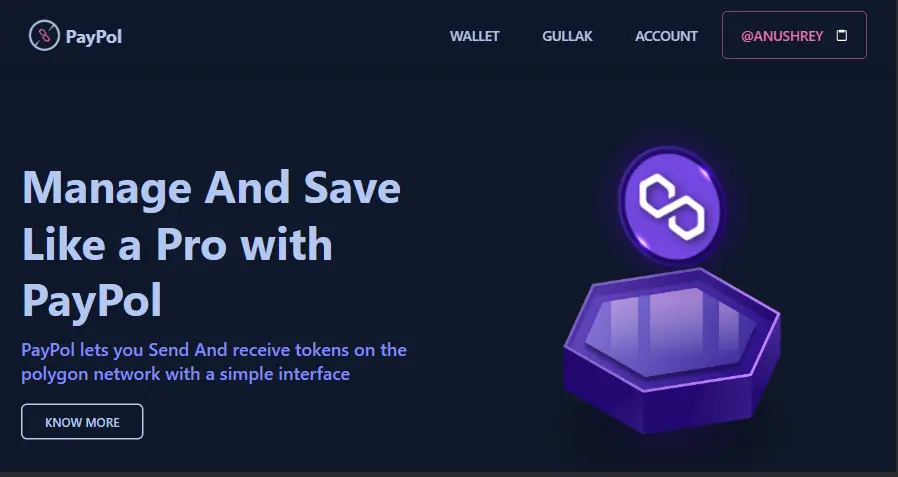 PayPol
WALLET
GULLAK
ACCOUNT
@ANUSHREY
Manage And Save
Like a Pro with
PayPol
PayPol lets you Send And receive tokens on the
polygon network with a simple interface
KNOW MORE